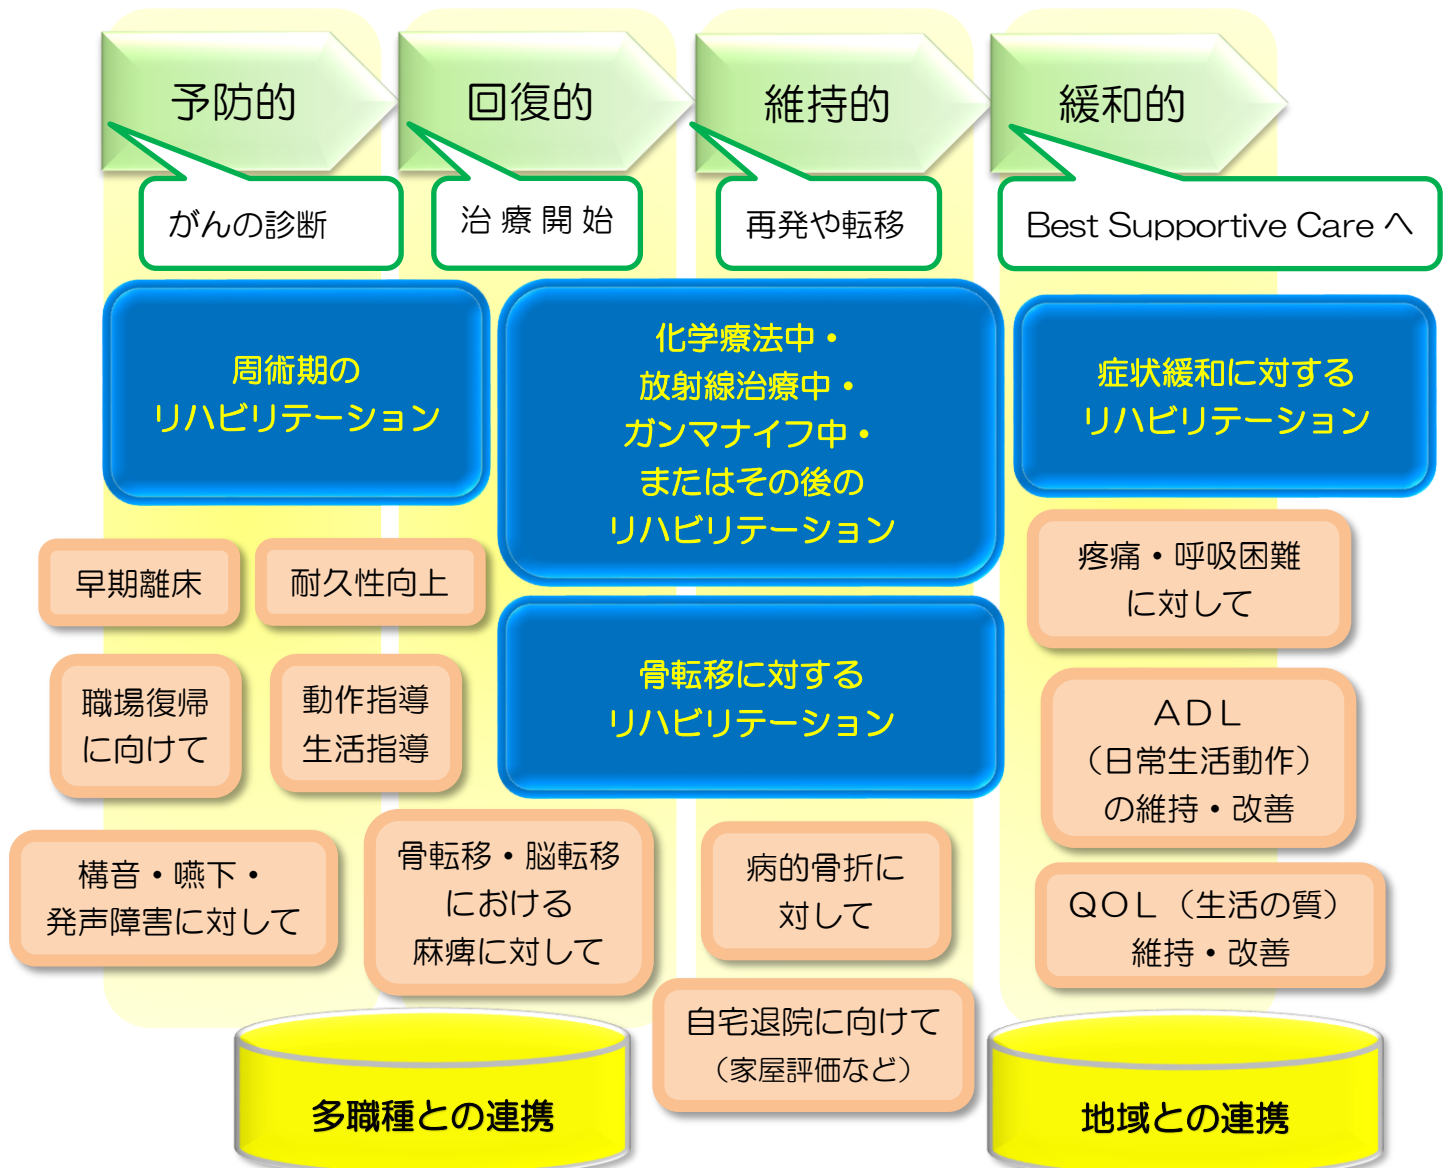 予防的
回復的
維持的
緩和的
がんの診断
治療開始
再発や転移
Best Supportive Care へ
周術期の
リハビリテーション
化学療法中・
放射線治療中・
ガンマナイフ中・
またはその後の
リハビリテーション
症状緩和に対する
リハビリテーション
早期離床
耐久性向上
疼痛・呼吸困難
に対して
骨転移に対する
リハビリテーション
職場復帰
に向けて
動作指導
生活指導
ADL
（日常生活動作）
の維持・改善
構音・嚥下・
発声障害に対して
骨転移・脳転移
における
麻痺に対して
病的骨折に
対して
QOL（生活の質）
維持・改善
自宅退院に向けて
（家屋評価など）
多職種との連携
地域との連携